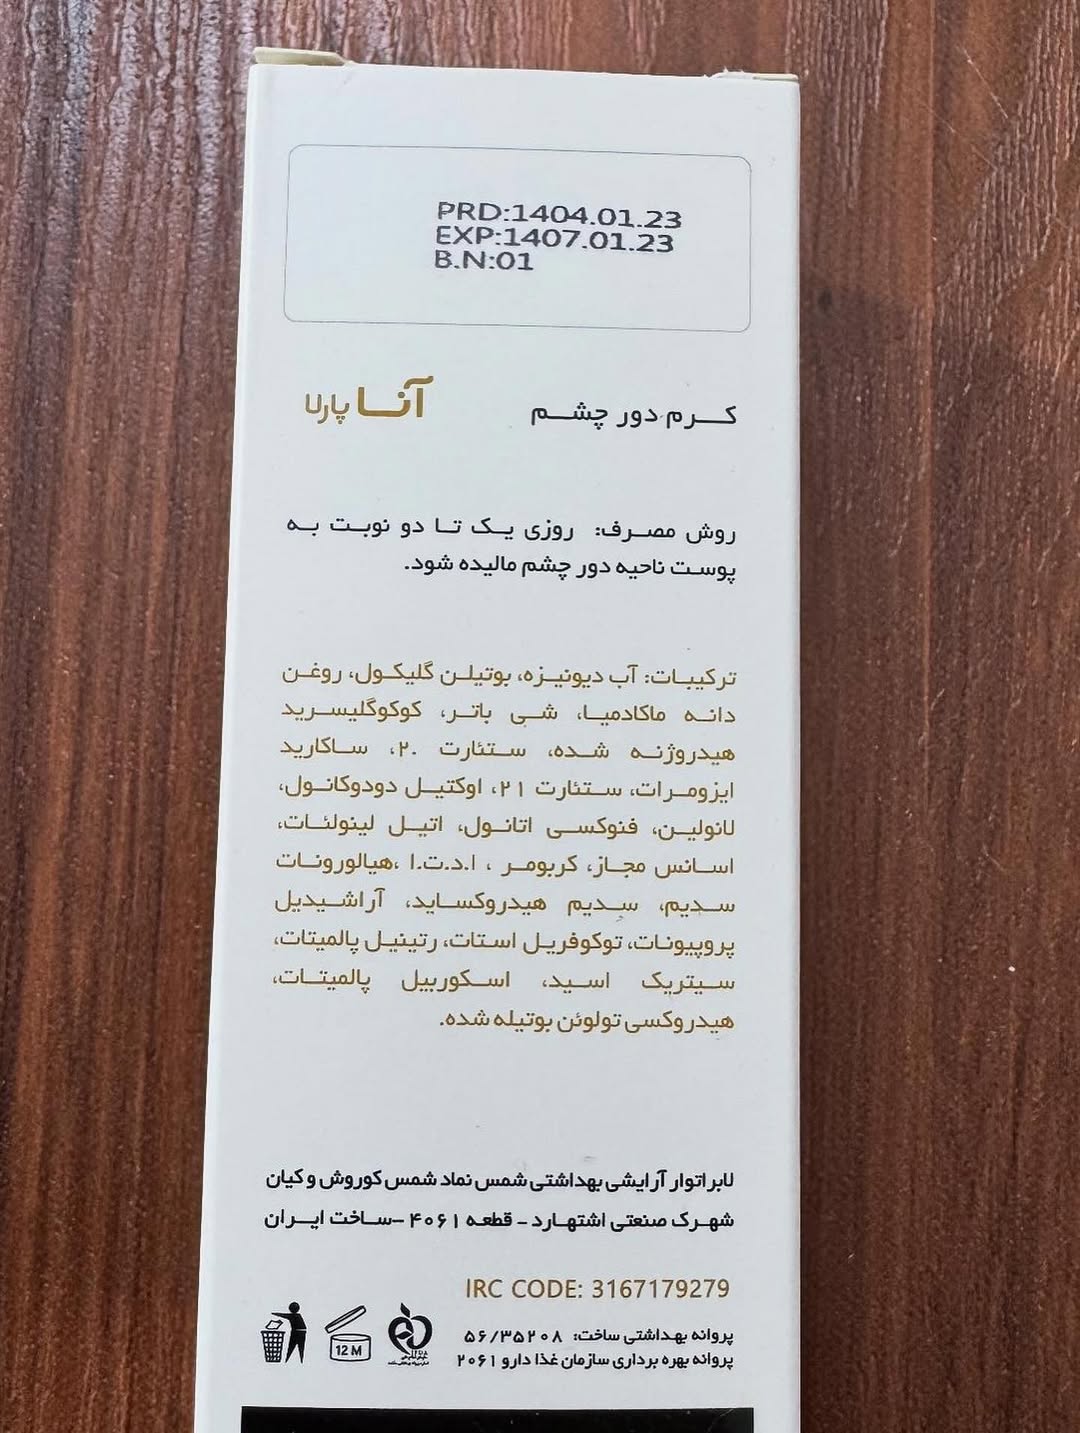 PRD:1404.01.23
EXP:1407.01.23
B.N:01
کرم دور چشم
آنا پارلا
روش مصرف: روزی یک تا دو نوبت به
پوست ناحیه دور چشم مالیده شود.
ترکیبات: آب دیونیزه، بوتیلن گلیکول، روغن
دانه ماکادمیا، شی باتر، کوکوگلیسرید
هیدروژنه شده، ستئارت ۲۰، ساکارید
ایزومرات، ستئارت ۲۱، اوکتیل دودوکانول،
لانولین، فنوکسی اتانول، اتیل لینولئات،
اسانس مجاز، کربومر ، ا.د.ت.ا ،هیالورونات
سدیم، سدیم هیدروکساید، آراشیدیل
پروپیونات، توکوفریل استات، رتینیل پالمیتات،
سیتریک اسید، اسکوربیل پالمیتات،
هیدروکسی تولوئن بوتیله شده.
لابراتوار آرایشی بهداشتی شمس نماد شمس کوروش و کیان
شهرک صنعتی اشتهارد - قطعه ۴۰۶۱ -ساخت ایران
IRC CODE: 3167179279
پروانه بهداشتی ساخت: ۵۶/۳۵۲۰۸
پروانه بهره برداری سازمان غذا دارو ۲۰۶۱
12 M